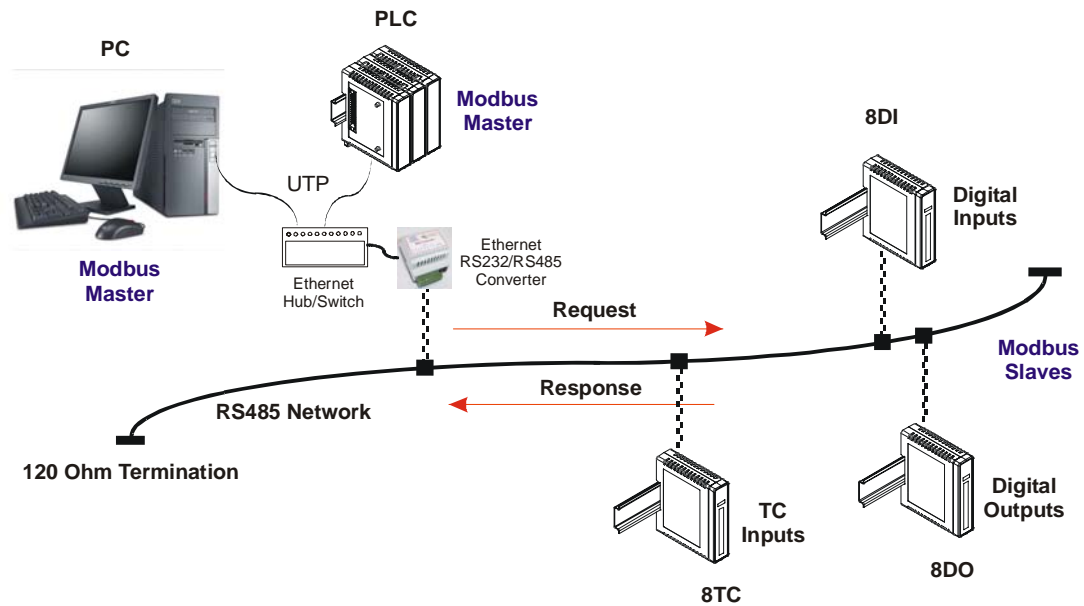 PLC
PC
Modbus
Master
8DI
UTP
Digital
Inputs
Ethernet
RS232/RS485
Converter
Modbus
Master
Ethernet
Hub/Switch
Request
Modbus
Slaves
Response
RS485 Network
120 Ohm Termination
TC
Inputs
Digital
Outputs
8DO
8TC